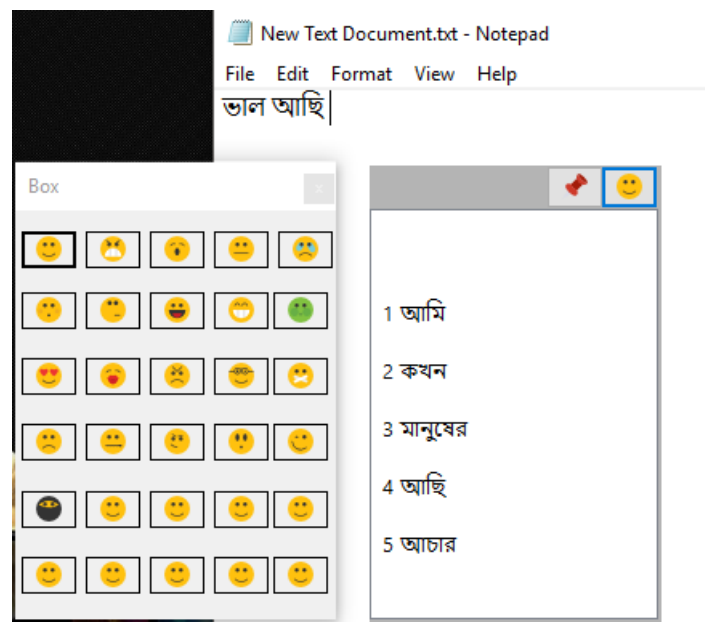 New Text Document.txt - Notepad
File Edit Format View Help
ভাল আছি
Box
x
1 আমি
2 কখন
3 মানুষের
4 আছি
5 আচার